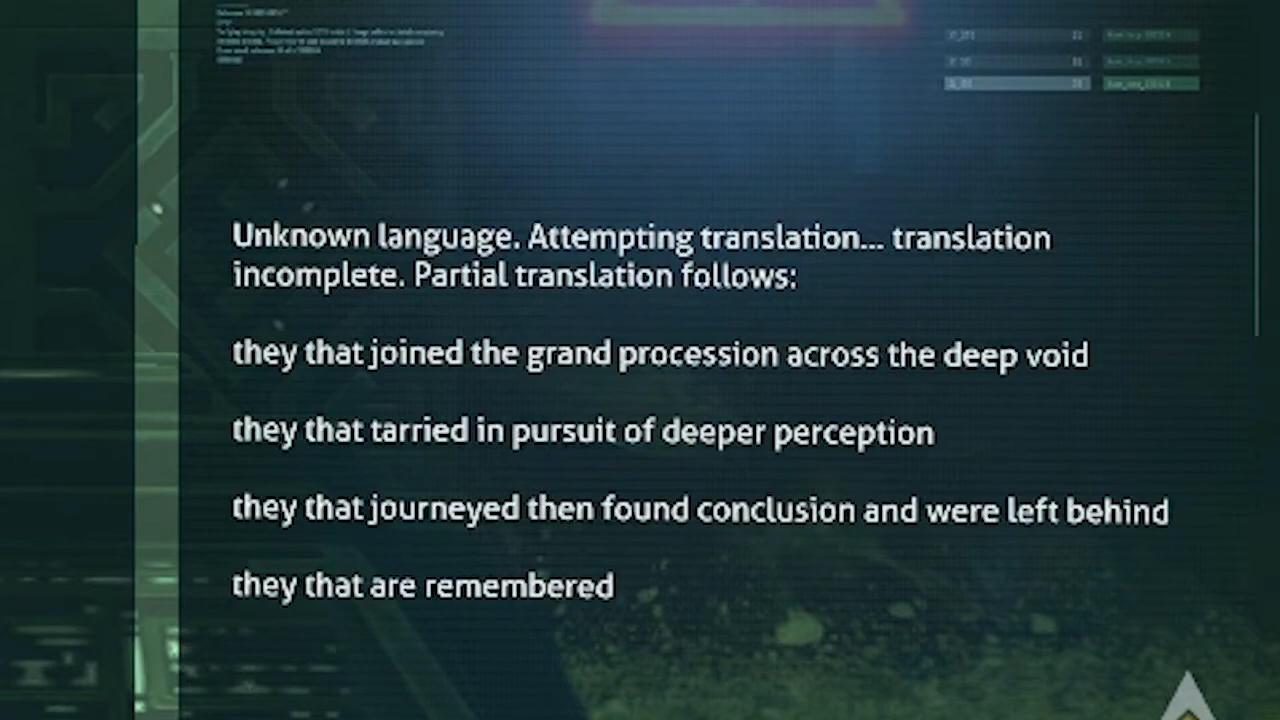 Unknown language. Attempting translation... translation
incomplete. Partial translation follows:
they that joined the grand procession across the deep void
they that tarried in pursuit of deeper perception
they that journeyed then found conclusion and were left behind
they that are remembered